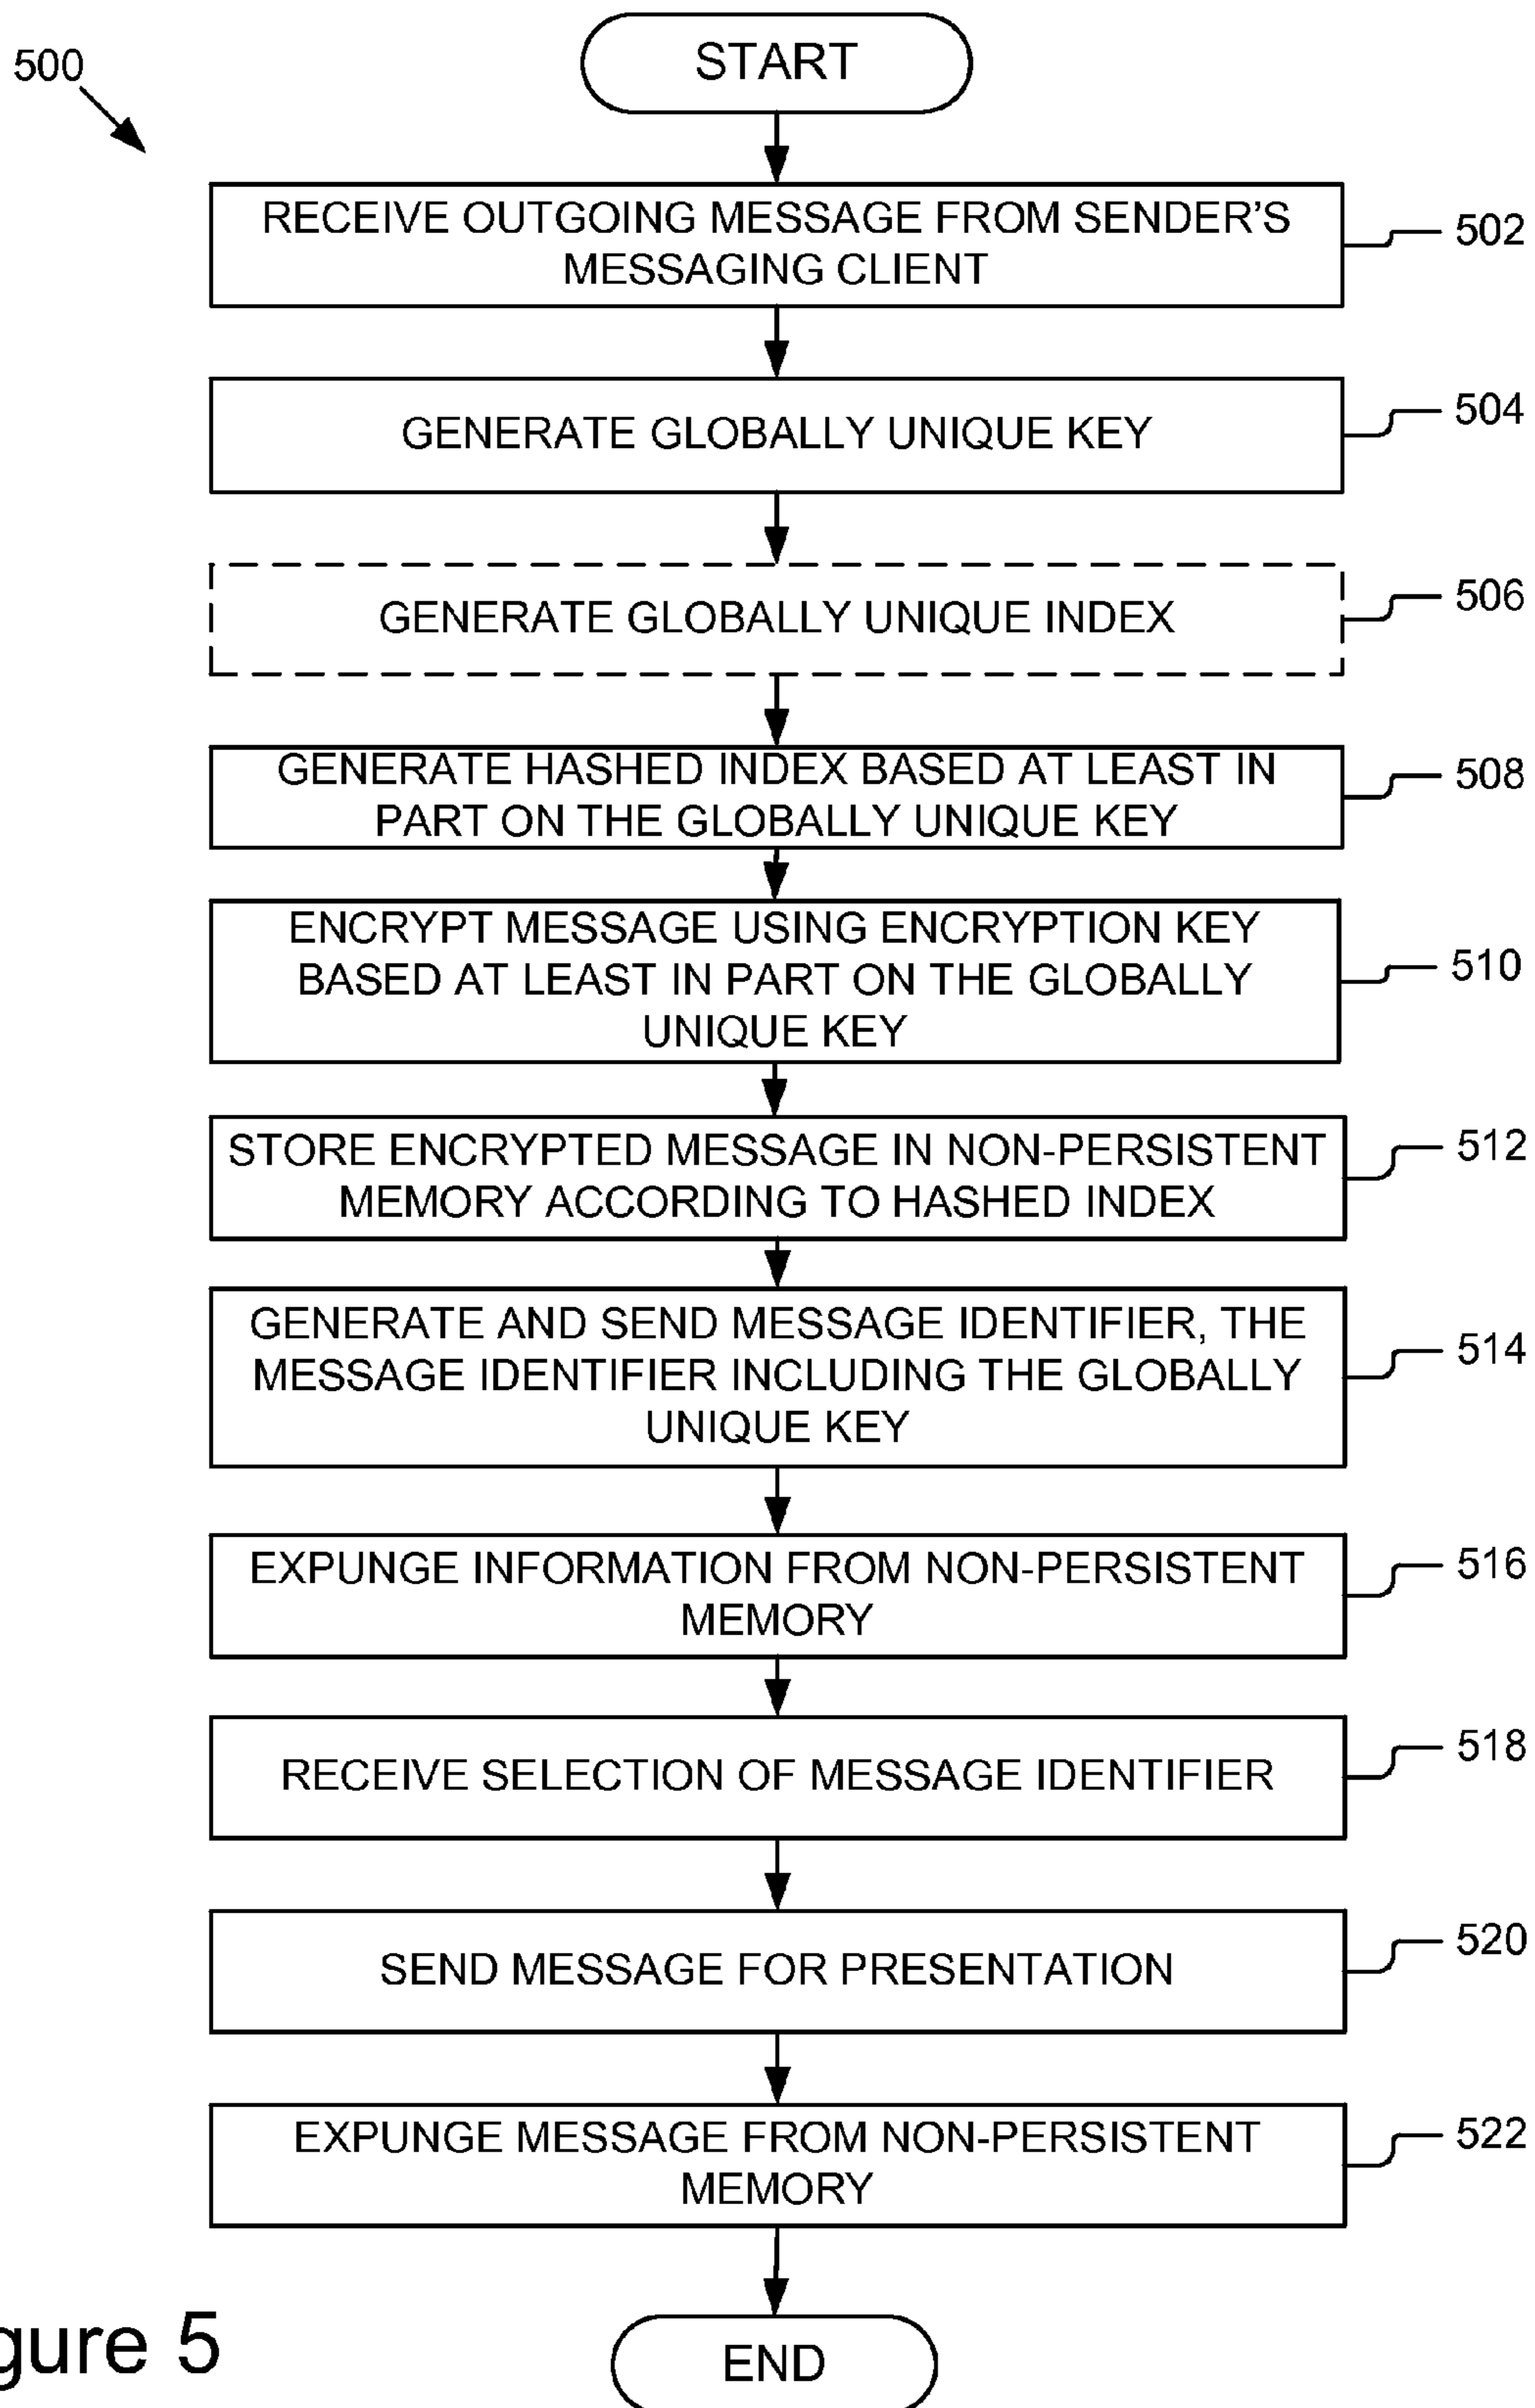 START
500
RECEIVE OUTGOING MESSAGE FROM SENDER'S
MESSAGING CLIENT
502
GENERATE GLOBALLY UNIQUE KEY
504
GENERATE GLOBALLY UNIQUE INDEX
506
GENERATE HASHED INDEX BASED AT LEAST IN
PART ON THE GLOBALLY UNIQUE KEY
508
ENCRYPT MESSAGE USING ENCRYPTION KEY
BASED AT LEAST IN PART ON THE GLOBALLY
UNIQUE KEY
510
STORE ENCRYPTED MESSAGE IN NON-PERSISTENT
MEMORY ACCORDING TO HASHED INDEX
512
GENERATE AND SEND MESSAGE IDENTIFIER, THE
MESSAGE IDENTIFIER INCLUDING THE GLOBALLY
UNIQUE KEY
514
EXPUNGE INFORMATION FROM NON-PERSISTENT
MEMORY
516
RECEIVE SELECTION OF MESSAGE IDENTIFIER
518
SEND MESSAGE FOR PRESENTATION
520
EXPUNGE MESSAGE FROM NON-PERSISTENT
MEMORY
522
END
gure 5